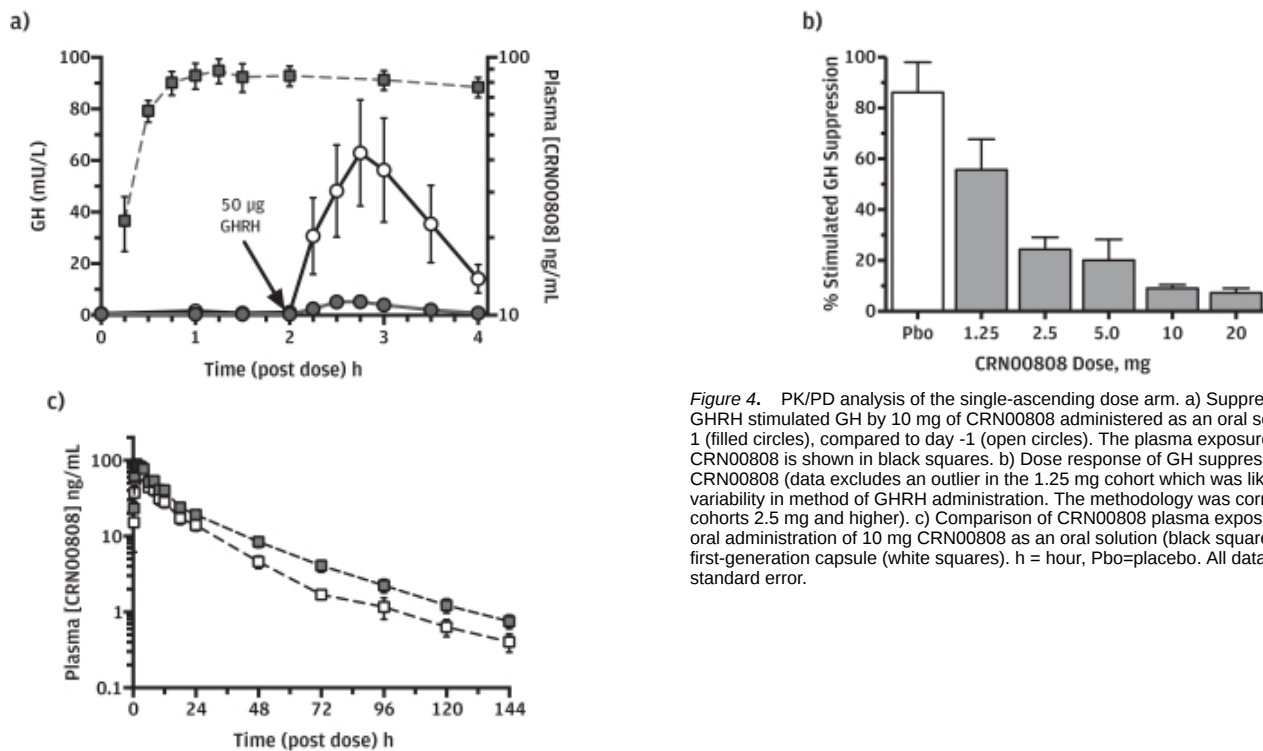 a)
GH (mU/L)
100
80
60
40
20
0
50 µg
GHRH
100
10
Plasma [CRN00808] ng/mL
0 1 2 3 4
Time (post dose) h
b)
% Stimulated GH Suppression
100
80
60
40
20
0
Pbo 1.25 2.5 5.0 10 20
CRN00808 Dose, mg
Figure 4. PK/PD analysis of the single-ascending dose arm. a) Suppre
GHRH stimulated GH by 10 mg of CRN00808 administered as an oral s
1 (filled circles), compared to day -1 (open circles). The plasma exposure
CRN00808 is shown in black squares. b) Dose response of GH suppres
CRN00808 (data excludes an outlier in the 1.25 mg cohort which was lik
variability in method of GHRH administration. The methodology was corr
cohorts 2.5 mg and higher). c) Comparison of CRN00808 plasma expos
oral administration of 10 mg CRN00808 as an oral solution (black square
first-generation capsule (white squares). h = hour, Pbo=placebo. All data
standard error.
c)
Plasma [CRN00808] ng/mL
100
10
1
0.1
0 24 48 72 96 120 144
Time (post dose) h